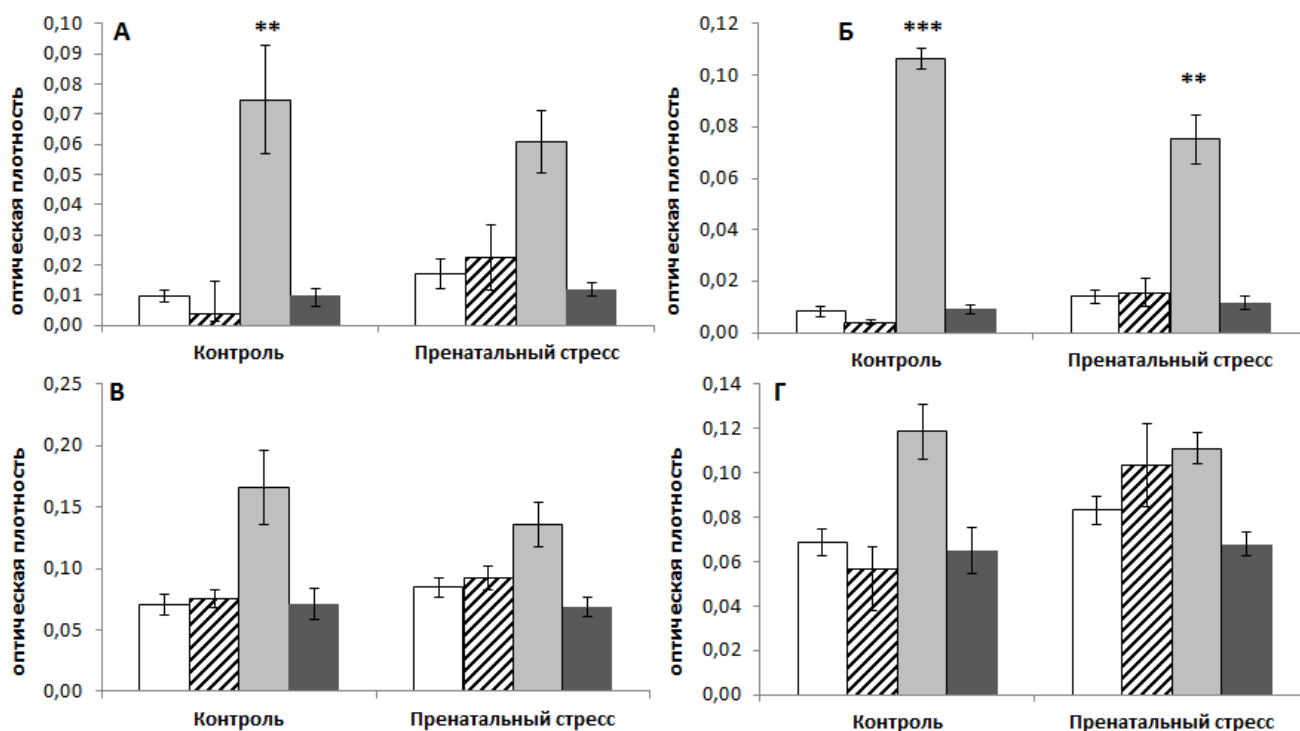 А
**
оптическая плотность
0,10
0,09
0,08
0,07
0,06
0,05
0,04
0,03
0,02
0,01
0,00
Контроль
Пренатальный стресс
Б
***
**
оптическая плотность
0,12
0,10
0,08
0,06
0,04
0,02
0,00
Контроль
Пренатальный стресс
В
оптическая плотность
0,25
0,20
0,15
0,10
0,05
0,00
Контроль
Пренатальный стресс
Г
оптическая плотность
0,14
0,12
0,10
0,08
0,06
0,04
0,02
0,00
Контроль
Пренатальный стресс